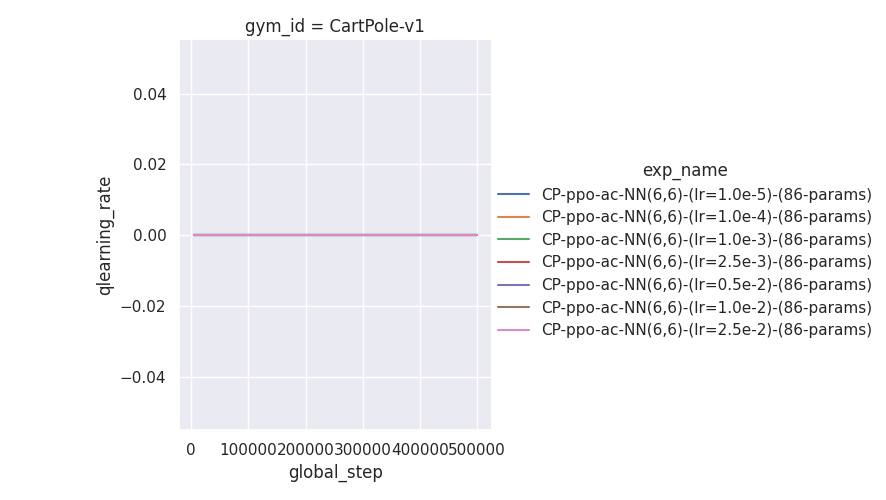 gym_id = CartPole-v1
0.04
0.02
0.00
−0.02
−0.04
qlearning_rate
0 100000 200000 300000 400000 500000
global_step
exp_name
CP-ppo-ac-NN(6,6)-(lr=1.0e-5)-(86-params)
CP-ppo-ac-NN(6,6)-(lr=1.0e-4)-(86-params)
CP-ppo-ac-NN(6,6)-(lr=1.0e-3)-(86-params)
CP-ppo-ac-NN(6,6)-(lr=2.5e-3)-(86-params)
CP-ppo-ac-NN(6,6)-(lr=0.5e-2)-(86-params)
CP-ppo-ac-NN(6,6)-(lr=1.0e-2)-(86-params)
CP-ppo-ac-NN(6,6)-(lr=2.5e-2)-(86-params)